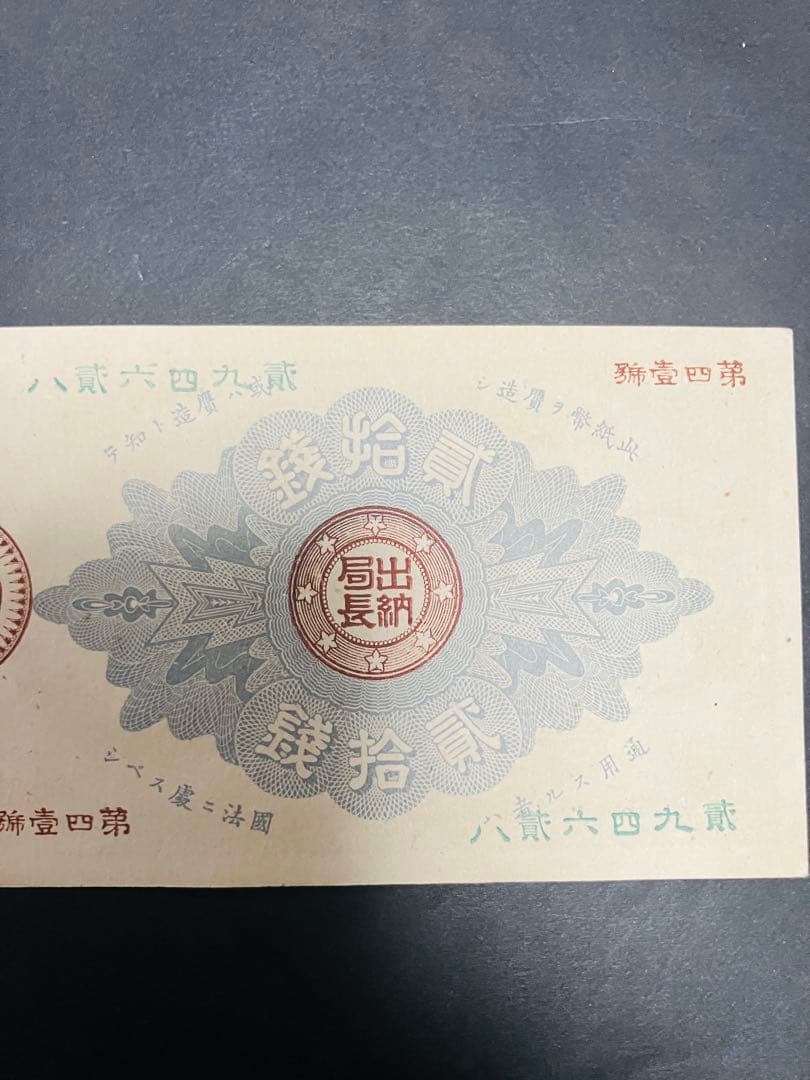 第四壹號
貳九四六貳八
此紙幣ヲ贋造シ
或ハ贋造ト知テ
貳拾錢
出納
局長
貳拾錢
通用スル者ハ
國法ニ處スベシ
貳九四六貳八
第四壹號